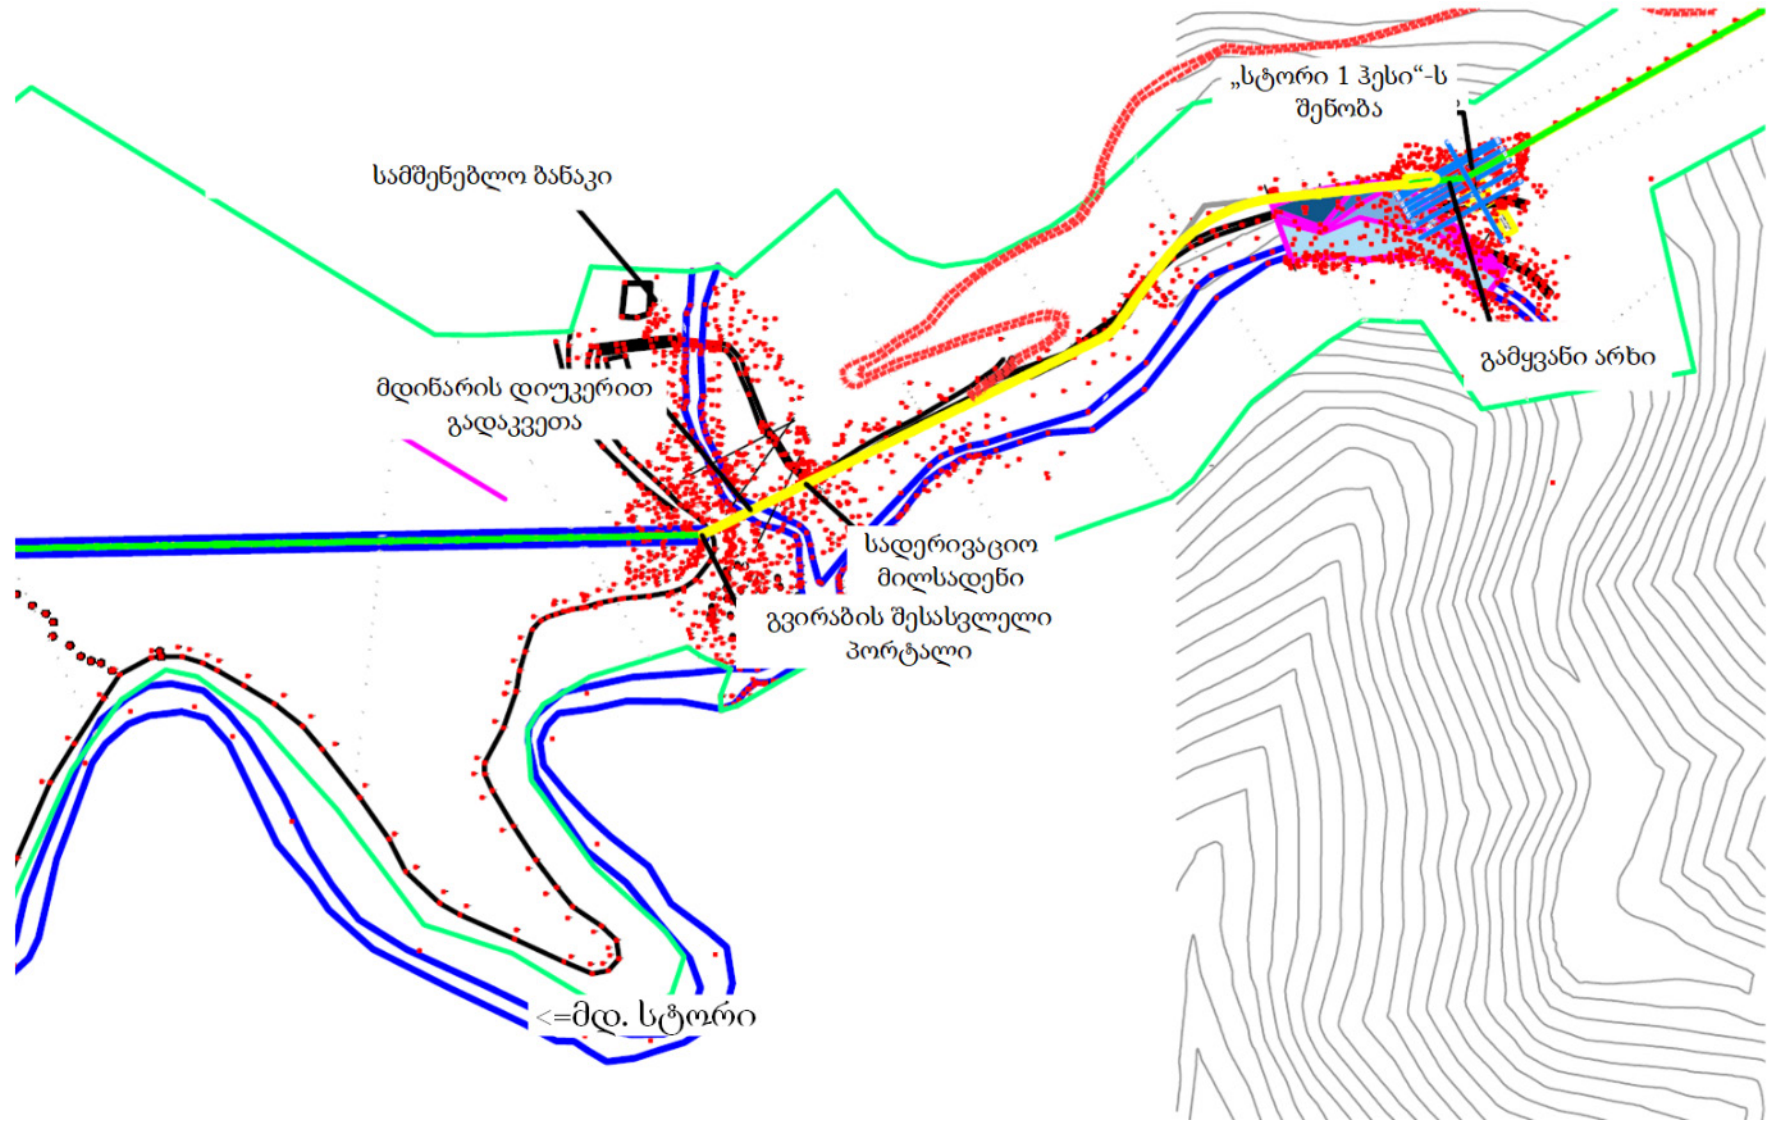 „სტორი 1 ჰესი“-ს
შენობა
სამშენებლო ბანაკი
გამყვანი არხი
მდინარის დიუკერით
გადაკვეთა
სადერივაციო
მილსადენი
გვირაბის შესასვლელი
პორტალი
<=მდ. სტორი